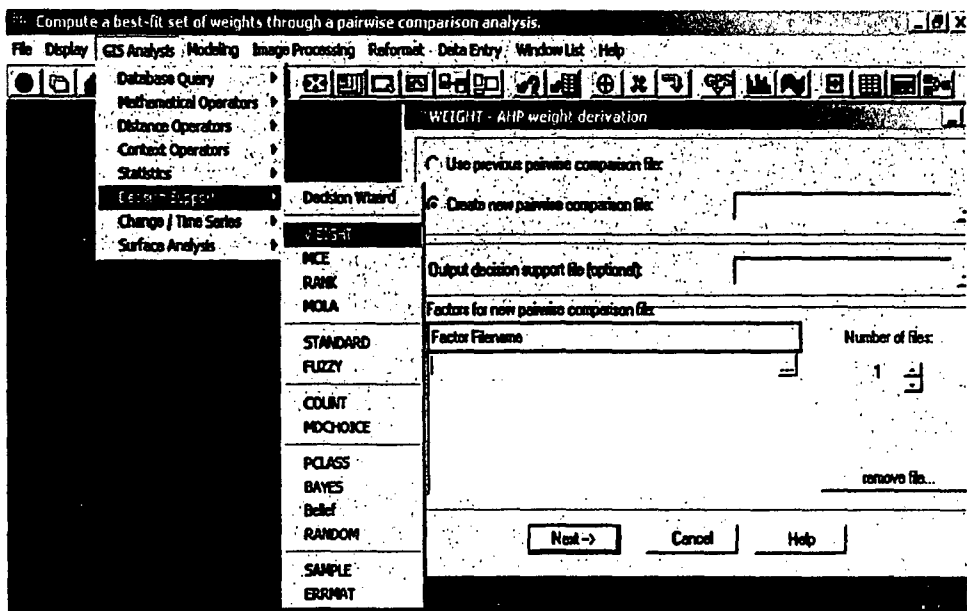 Compute a best-fit set of weights through a pairwise comparison analysis.
File Display GIS Analysis Modeling Image Processing Reformat Data Entry Window List Help
Database Query
Mathematical Operators
Distance Operators
Context Operators
Statistics
Decision Support
Change / Time Series
Surface Analysis
GPS
Decision Wizard
WEIGHT
MCE
RANK
MOLA
STANDARD
FUZZY
COUNT
MDCHOICE
PCLASS
BAYES
Belief
RANDOM
SAMPLE
ERRMAT
WEIGHT - AHP weight derivation
Use previous pairwise comparison file:
Create new pairwise comparison file:
Output decision support file (optional):
Factors for new pairwise comparison file:
Factor Filename
...
Number of files:
1
remove file...
Next ->
Cancel
Help